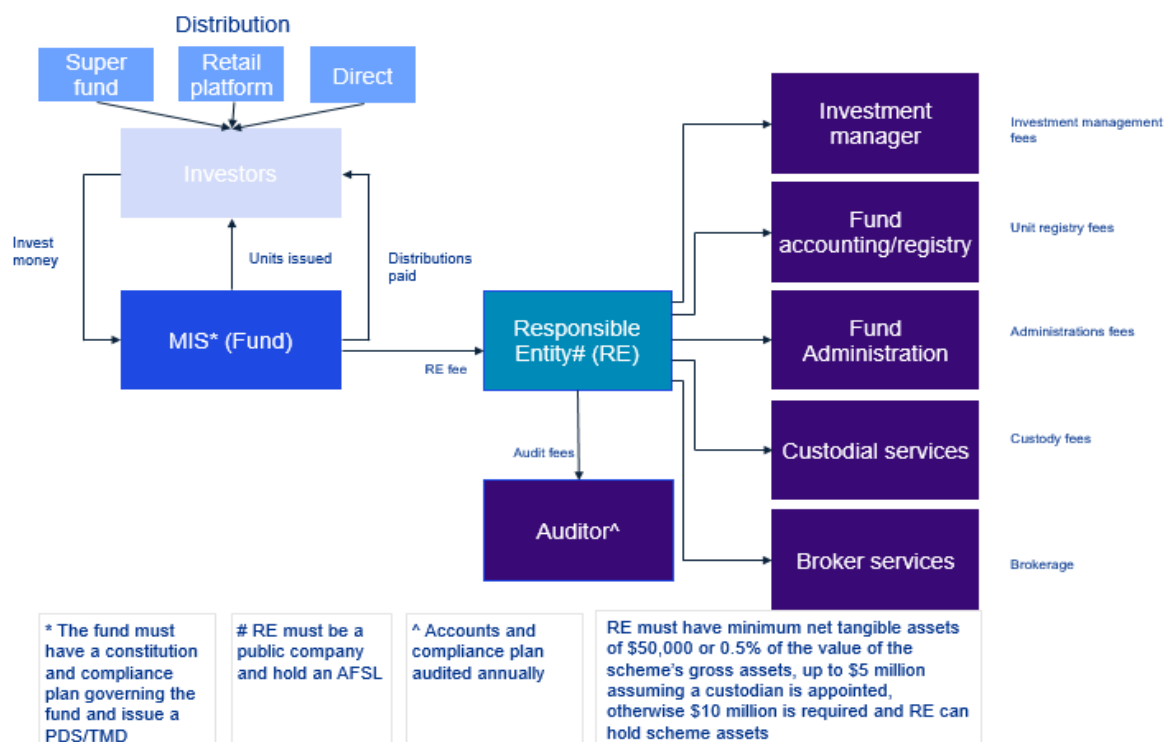 Distribution
Super
fund
Retail
platform
Direct
Investors
Invest
money
Units issued
Distributions
paid
MIS* (Fund)
RE fee
Responsible
Entity# (RE)
Audit fees
Auditor^
Investment
manager
Investment management
fees
Fund
accounting/registry
Unit registry fees
Fund
Administration
Administrations fees
Custodial services
Custody fees
Broker services
Brokerage
* The fund must
have a constitution
and compliance
plan governing the
fund and issue a
PDS/TMD
# RE must be a
public company
and hold an AFSL
^ Accounts and
compliance plan
audited annually
RE must have minimum net tangible assets
of $50,000 or 0.5% of the value of the
scheme's gross assets, up to $5 million
assuming a custodian is appointed,
otherwise $10 million is required and RE can
hold scheme assets